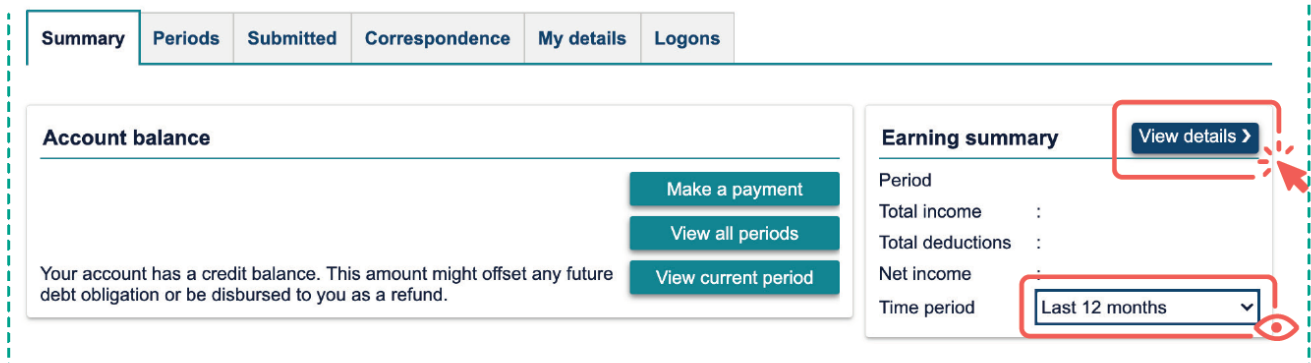 Summary Periods Submitted Correspondence My details Logons
Account balance
Make a payment
View all periods
Your account has a credit balance. This amount might offset any future
debt obligation or be disbursed to you as a refund.
View current period
Earning summary
View details ❯
Period
Total income :
Total deductions :
Net income :
Time period Last 12 months